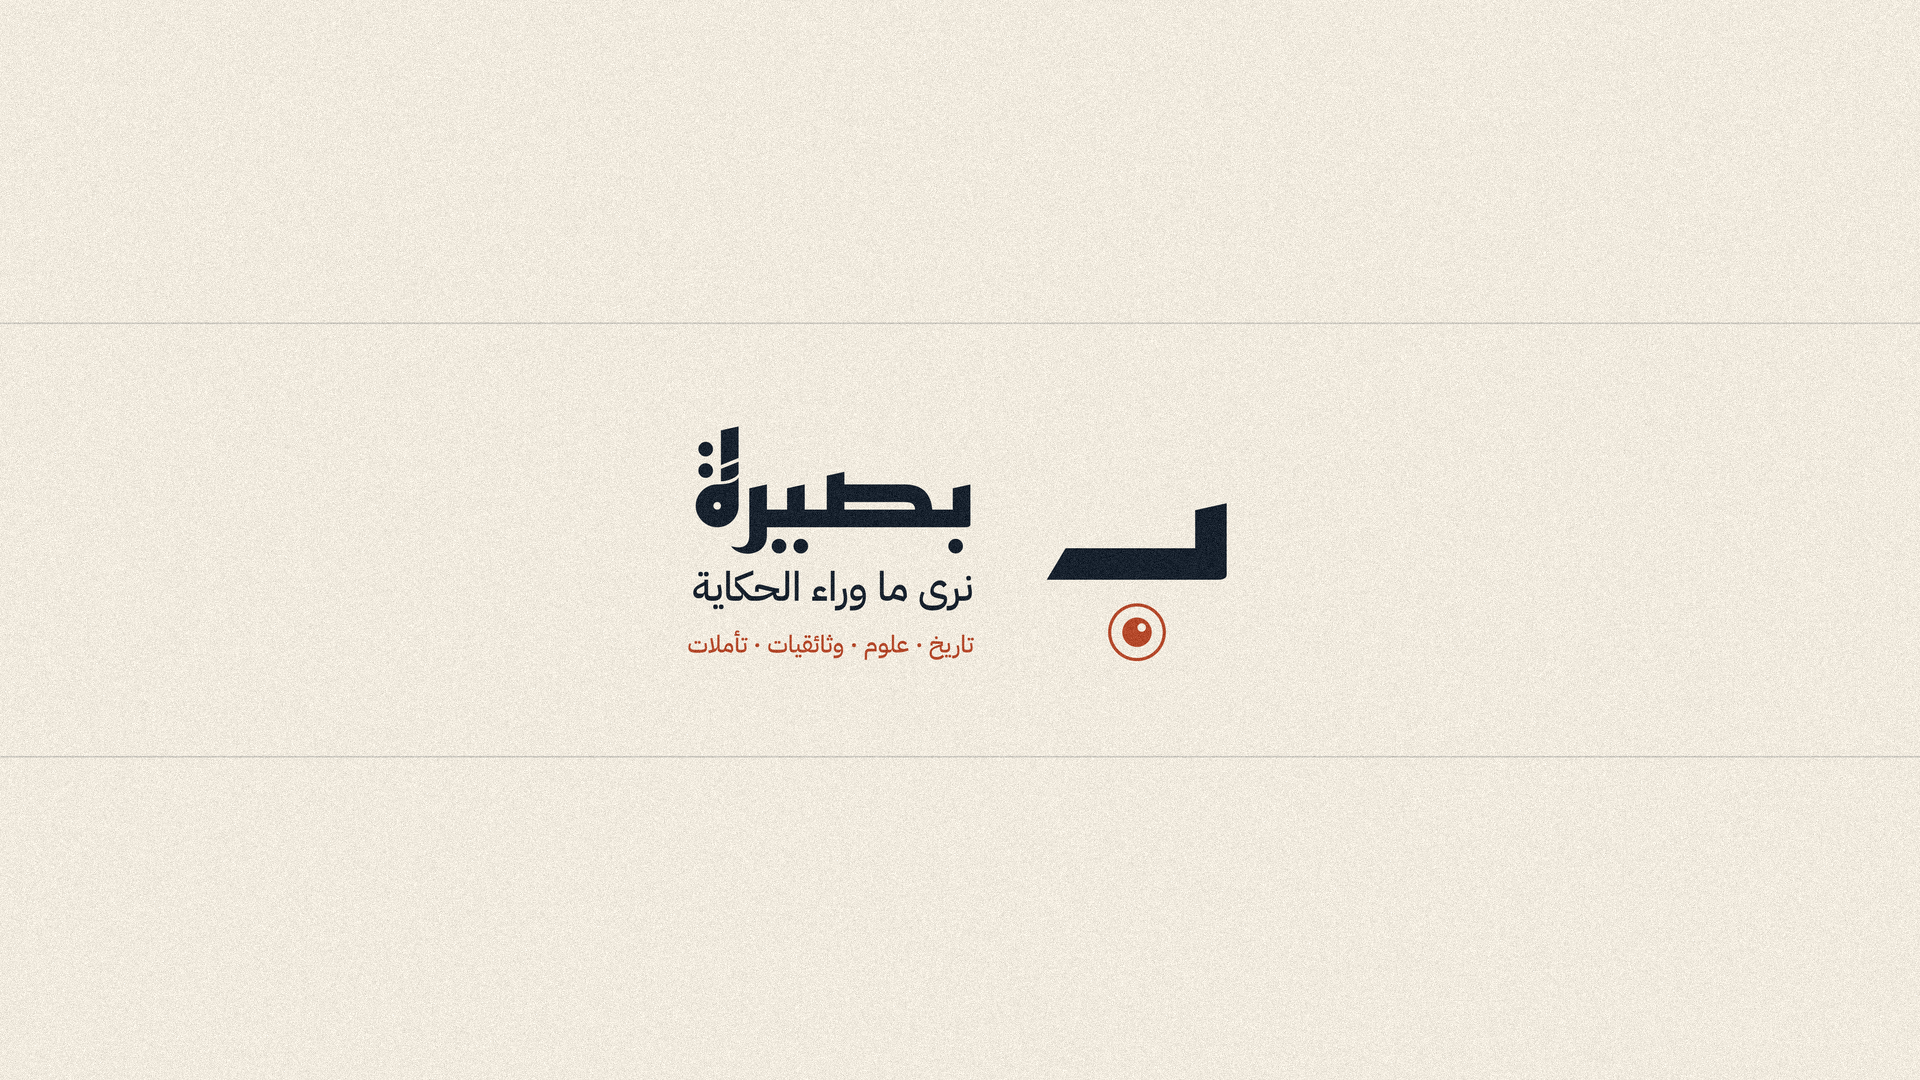 بصيرة
نرى ما وراء الحكاية
تاريخ · علوم · وثائقيات · تأملات